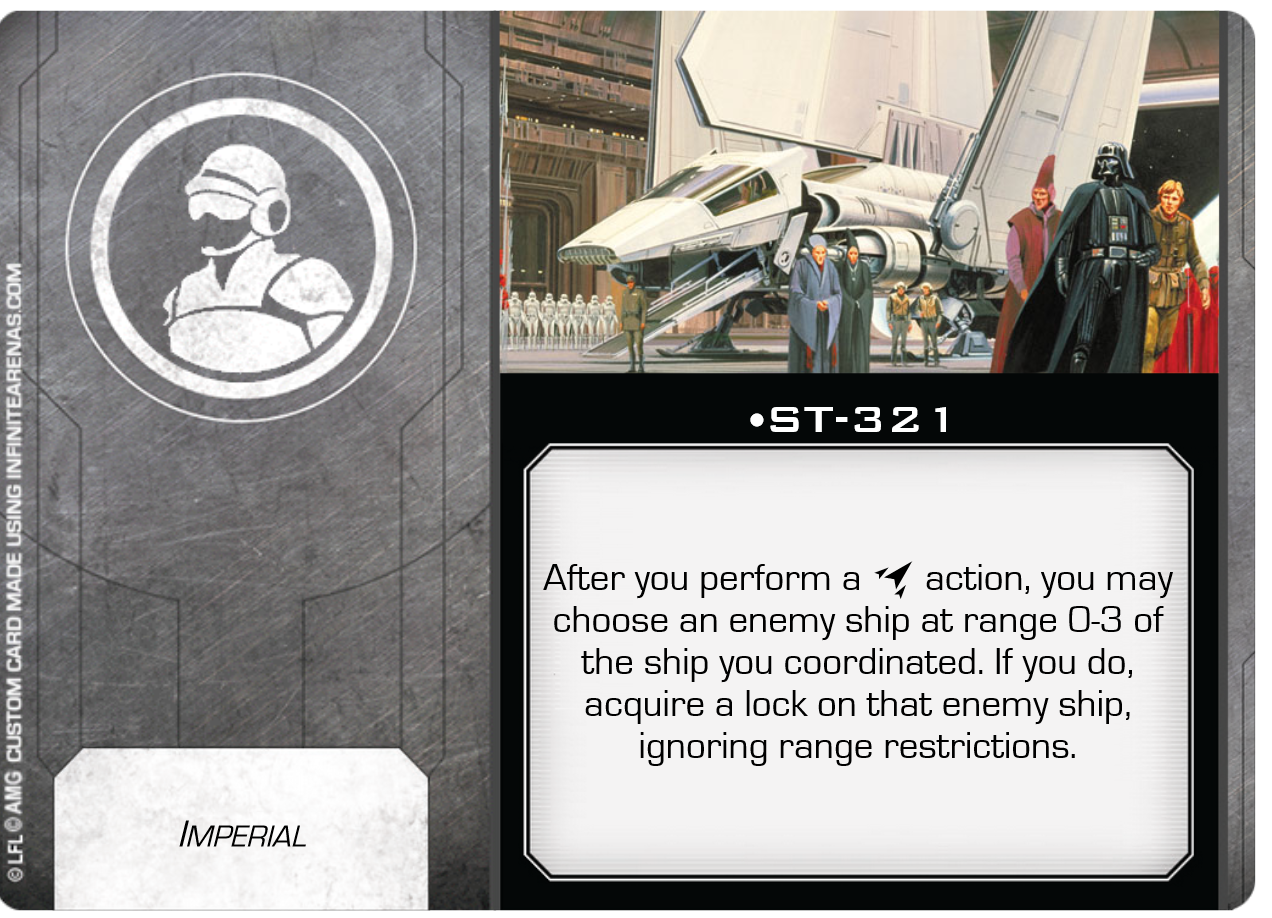 •ST-321
After you perform a action, you may
choose an enemy ship at range 0-3 of
the ship you coordinated. If you do,
acquire a lock on that enemy ship,
ignoring range restrictions.
IMPERIAL
© LFL © AMG CUSTOM CARD MADE USING INFINITEARENAS.COM